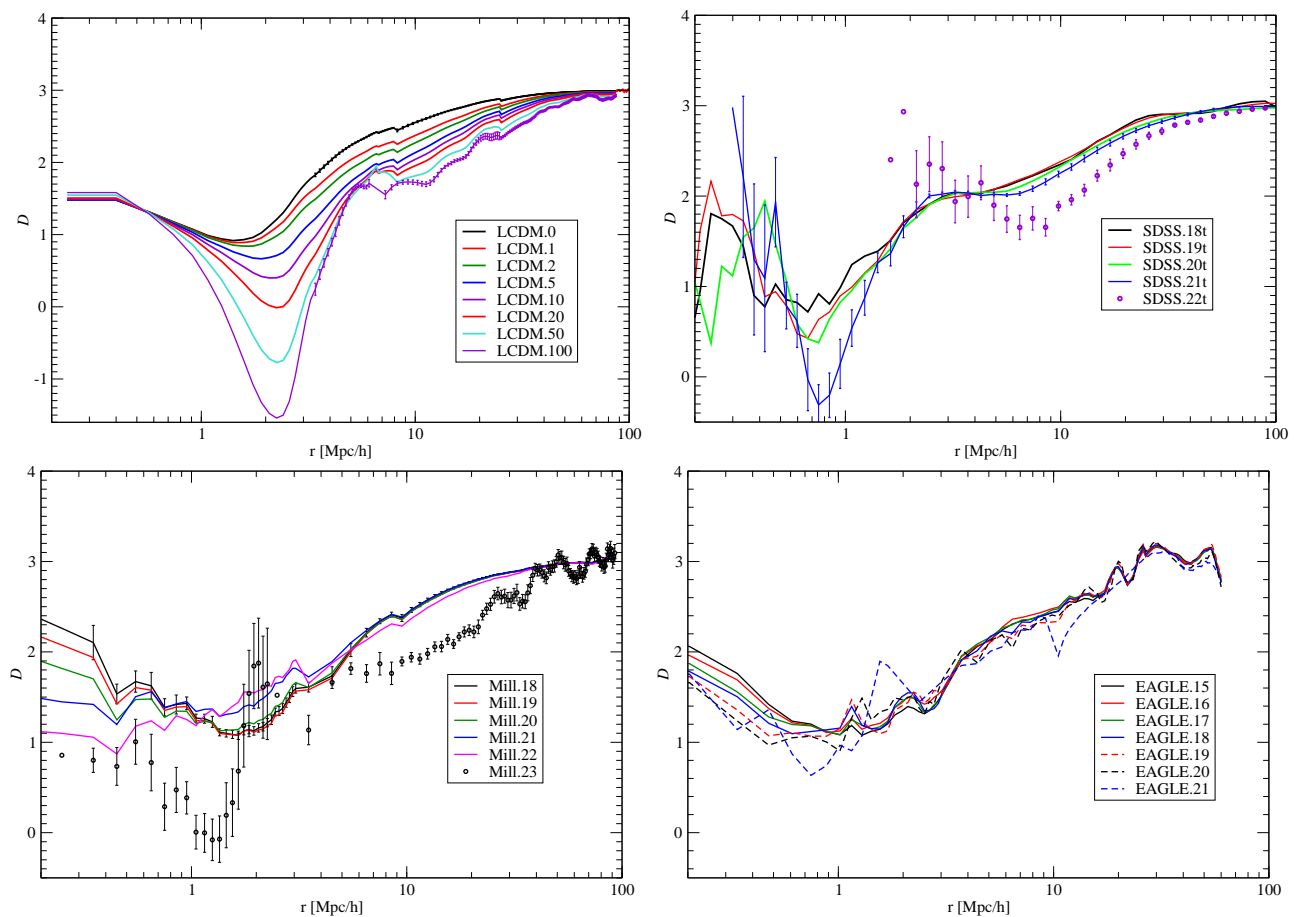 4
3
2
1
0
-1
D
1
10
100
r [Mpc/h]
LCDM.0
LCDM.1
LCDM.2
LCDM.5
LCDM.10
LCDM.20
LCDM.50
LCDM.100
4
3
2
1
0
D
1
10
100
r [Mpc/h]
SDSS.18t
SDSS.19t
SDSS.20t
SDSS.21t
SDSS.22t
4
3
2
1
0
D
1
10
100
r [Mpc/h]
Mill.18
Mill.19
Mill.20
Mill.21
Mill.22
Mill.23
4
3
2
1
0
D
1
10
100
r [Mpc/h]
EAGLE.15
EAGLE.16
EAGLE.17
EAGLE.18
EAGLE.19
EAGLE.20
EAGLE.21